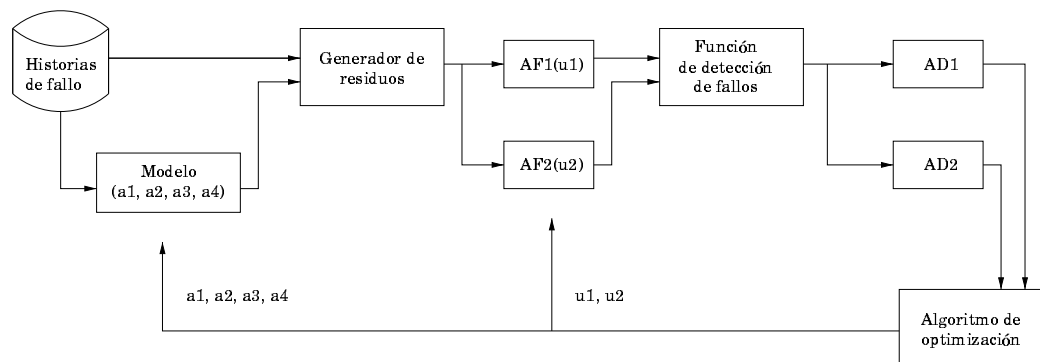 Historias
de fallo
Modelo
(a1, a2, a3, a4)
Generador de
residuos
AF1(u1)
AF2(u2)
Función
de detección
de fallos
AD1
AD2
a1, a2, a3, a4
u1, u2
Algoritmo de
optimización